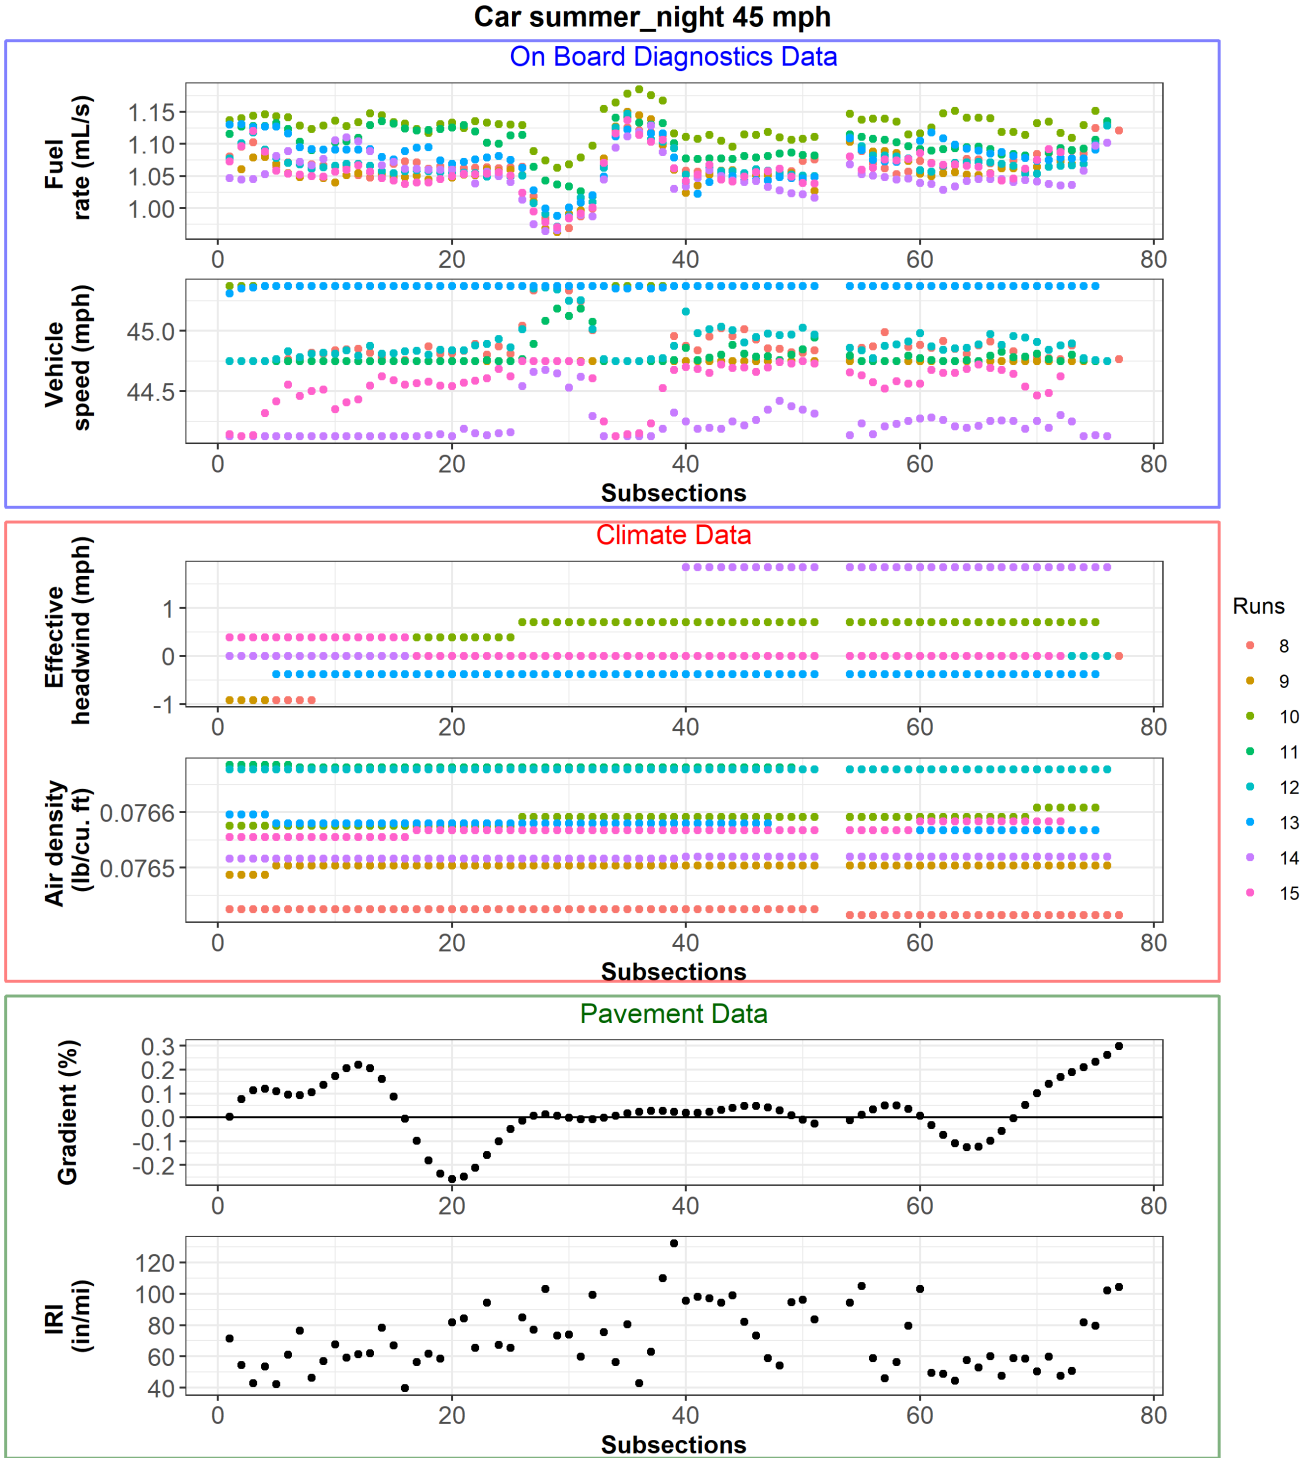 Car summer_night 45 mph
On Board Diagnostics Data
Fuel
rate (mL/s)
1.15
1.10
1.05
1.00
0 20 40 60 80
Vehicle
speed (mph)
45.0
44.5
0 20 40 60 80
Subsections
Climate Data
Effective
headwind (mph)
1
0
-1
0 20 40 60 80
Air density
(lb/cu. ft)
0.0766
0.0765
0 20 40 60 80
Subsections
Runs
8
9
10
11
12
13
14
15
Pavement Data
Gradient (%)
0.3
0.2
0.1
0.0
-0.1
-0.2
0 20 40 60 80
IRI
(in/mi)
120
100
80
60
40
0 20 40 60 80
Subsections